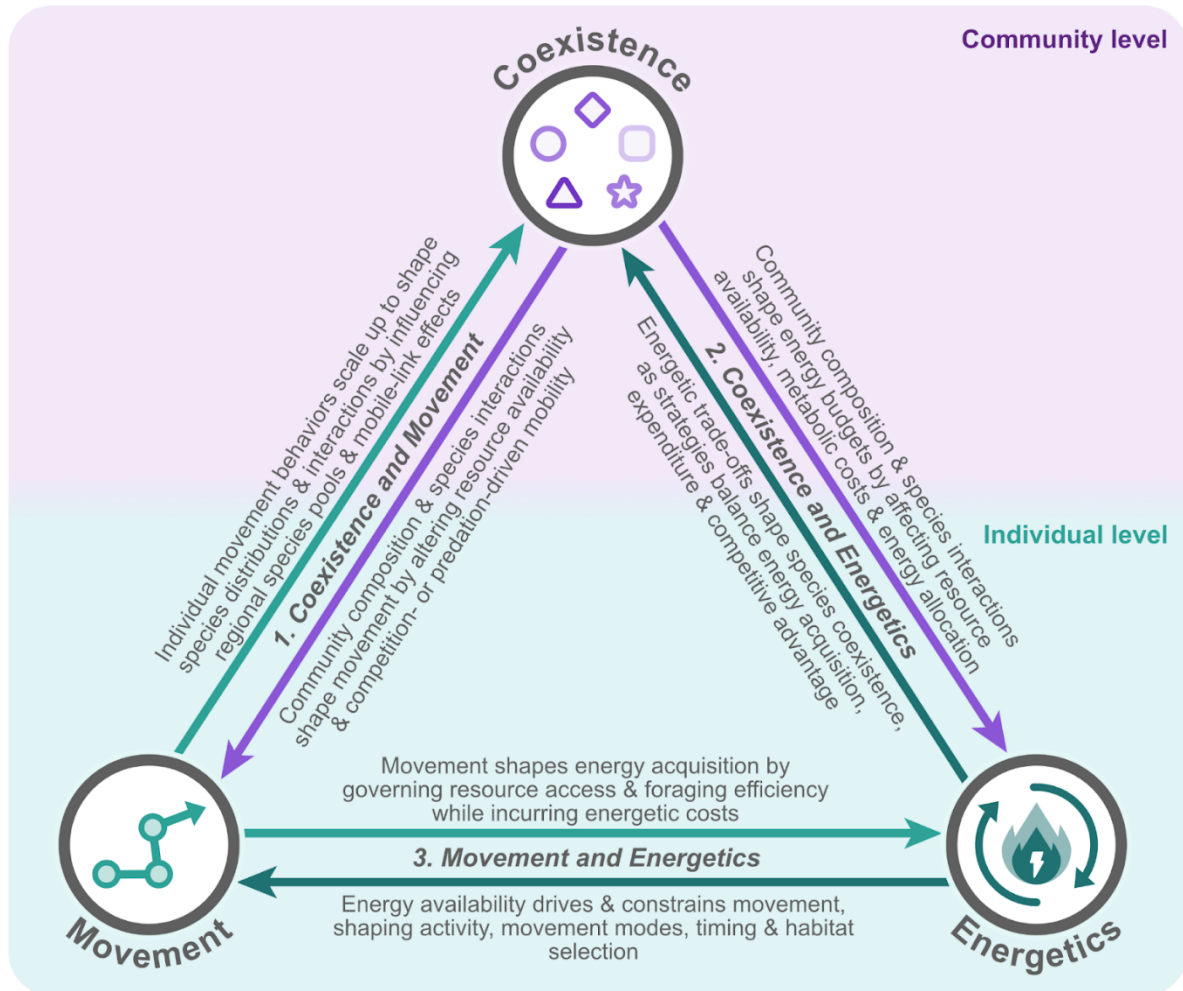 Community level
Coexistence
Individual movement behaviors scale up to shape
species distributions & interactions by influencing
regional species pools & mobile-link effects
1. Coexistence and Movement
Community composition & species interactions
shape movement by altering resource availability
& competition- or predation-driven mobility
Community composition & species interactions
shape energy budgets by affecting resource
availability, metabolic costs & energy allocation
2. Coexistence and Energetics
Energetic trade-offs shape species coexistence,
as strategies balance energy acquisition,
expenditure & competitive advantage
Individual level
Movement shapes energy acquisition by
governing resource access & foraging efficiency
while incurring energetic costs
3. Movement and Energetics
Energy availability drives & constrains movement,
shaping activity, movement modes, timing & habitat
selection
Movement
Energetics